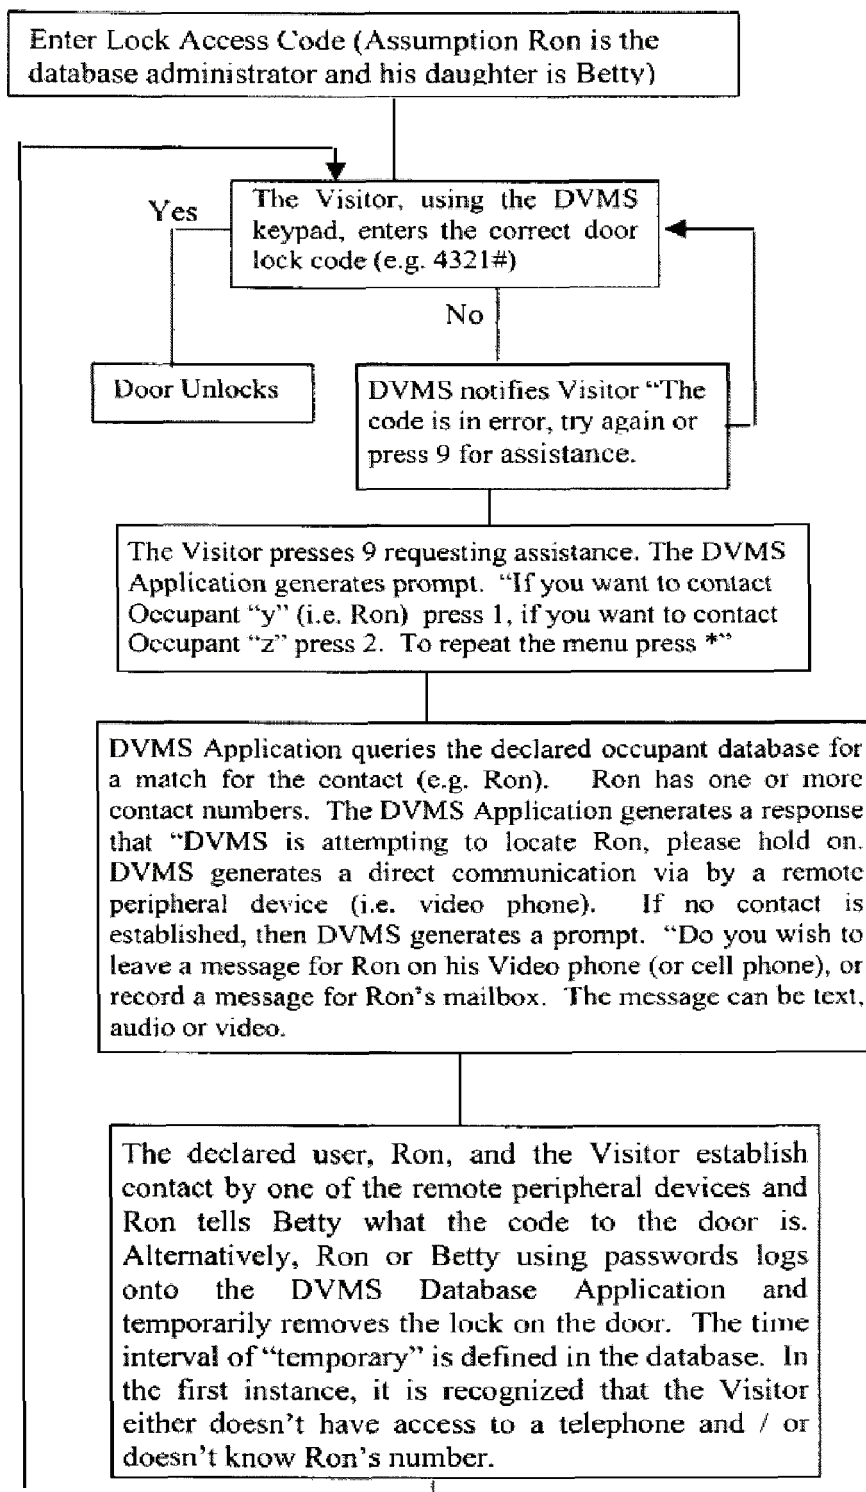 Enter Lock Access Code (Assumption Ron is the
database administrator and his daughter is Betty)
Yes
The Visitor, using the DVMS
keypad, enters the correct door
lock code (e.g. 4321#)
No
Door Unlocks
DVMS notifies Visitor “The
code is in error, try again or
press 9 for assistance.
The Visitor presses 9 requesting assistance. The DVMS
Application generates prompt. “If you want to contact
Occupant “y” (i.e. Ron) press 1, if you want to contact
Occupant “z” press 2. To repeat the menu press *”
DVMS Application queries the declared occupant database for
a match for the contact (e.g. Ron). Ron has one or more
contact numbers. The DVMS Application generates a response
that “DVMS is attempting to locate Ron, please hold on.
DVMS generates a direct communication via by a remote
peripheral device (i.e. video phone). If no contact is
established, then DVMS generates a prompt. “Do you wish to
leave a message for Ron on his Video phone (or cell phone), or
record a message for Ron’s mailbox. The message can be text,
audio or video.
The declared user, Ron, and the Visitor establish
contact by one of the remote peripheral devices and
Ron tells Betty what the code to the door is.
Alternatively, Ron or Betty using passwords logs
onto the DVMS Database Application and
temporarily removes the lock on the door. The time
interval of “temporary” is defined in the database. In
the first instance, it is recognized that the Visitor
either doesn’t have access to a telephone and / or
doesn’t know Ron’s number.